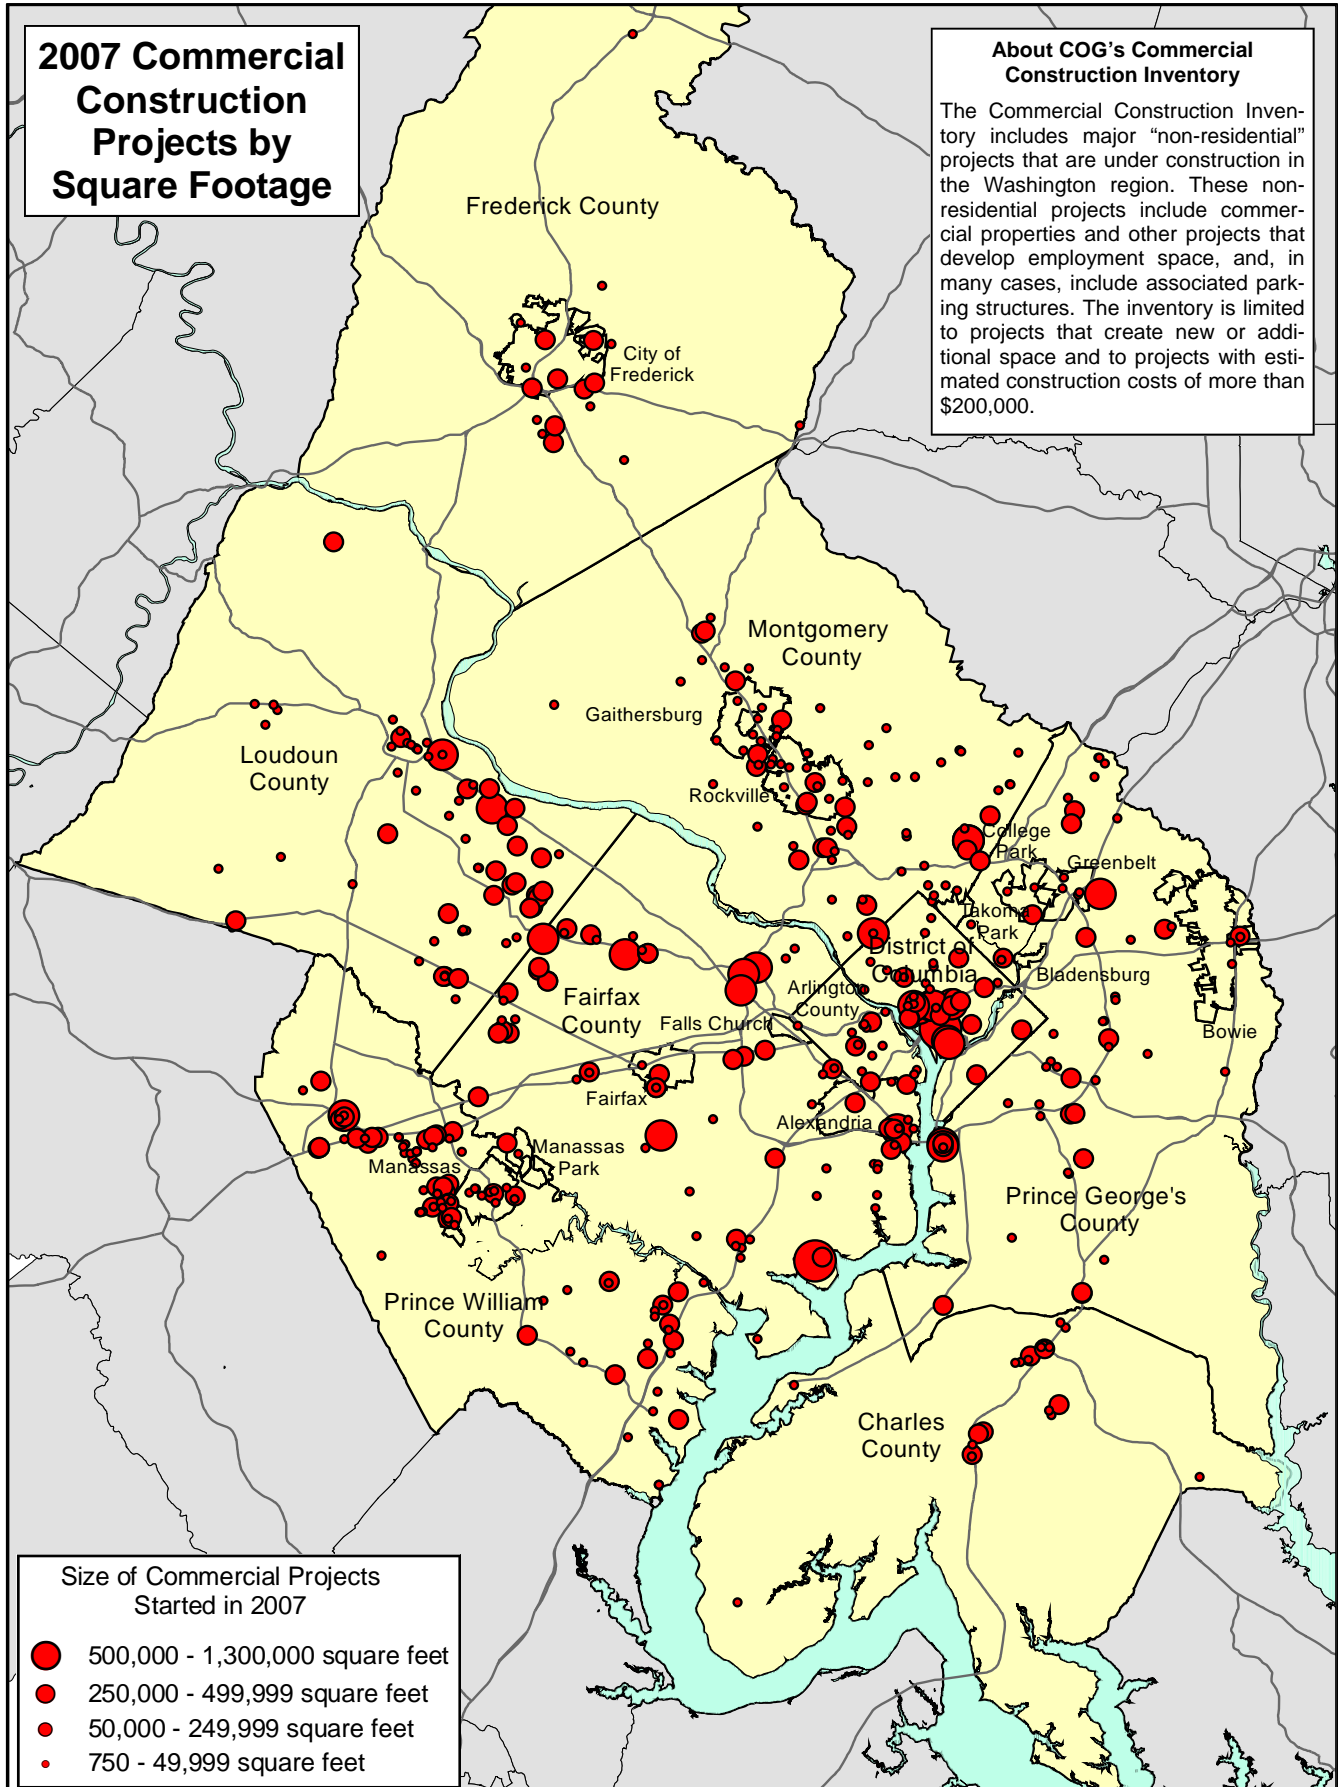 2007 Commercial
Construction
Projects by
Square Footage
About COG's Commercial
Construction Inventory
The Commercial Construction Inven-
tory includes major “non-residential”
projects that are under construction in
the Washington region. These non-
residential projects include commer-
cial properties and other projects that
develop employment space, and, in
many cases, include associated park-
ing structures. The inventory is limited
to projects that create new or addi-
tional space and to projects with esti-
mated construction costs of more than
$200,000.
Frederick County
City of
Frederick
Montgomery
County
Gaithersburg
Loudoun
County
Rockville
College
Park
Greenbelt
Takoma
Park
District of
Columbia
Bladensburg
Arlington
County
Fairfax
County
Falls Church
Bowie
Fairfax
Alexandria
Manassas
Park
Manassas
Prince George's
County
Prince William
County
Charles
County
Size of Commercial Projects
Started in 2007
500,000 - 1,300,000 square feet
250,000 - 499,999 square feet
50,000 - 249,999 square feet
750 - 49,999 square feet